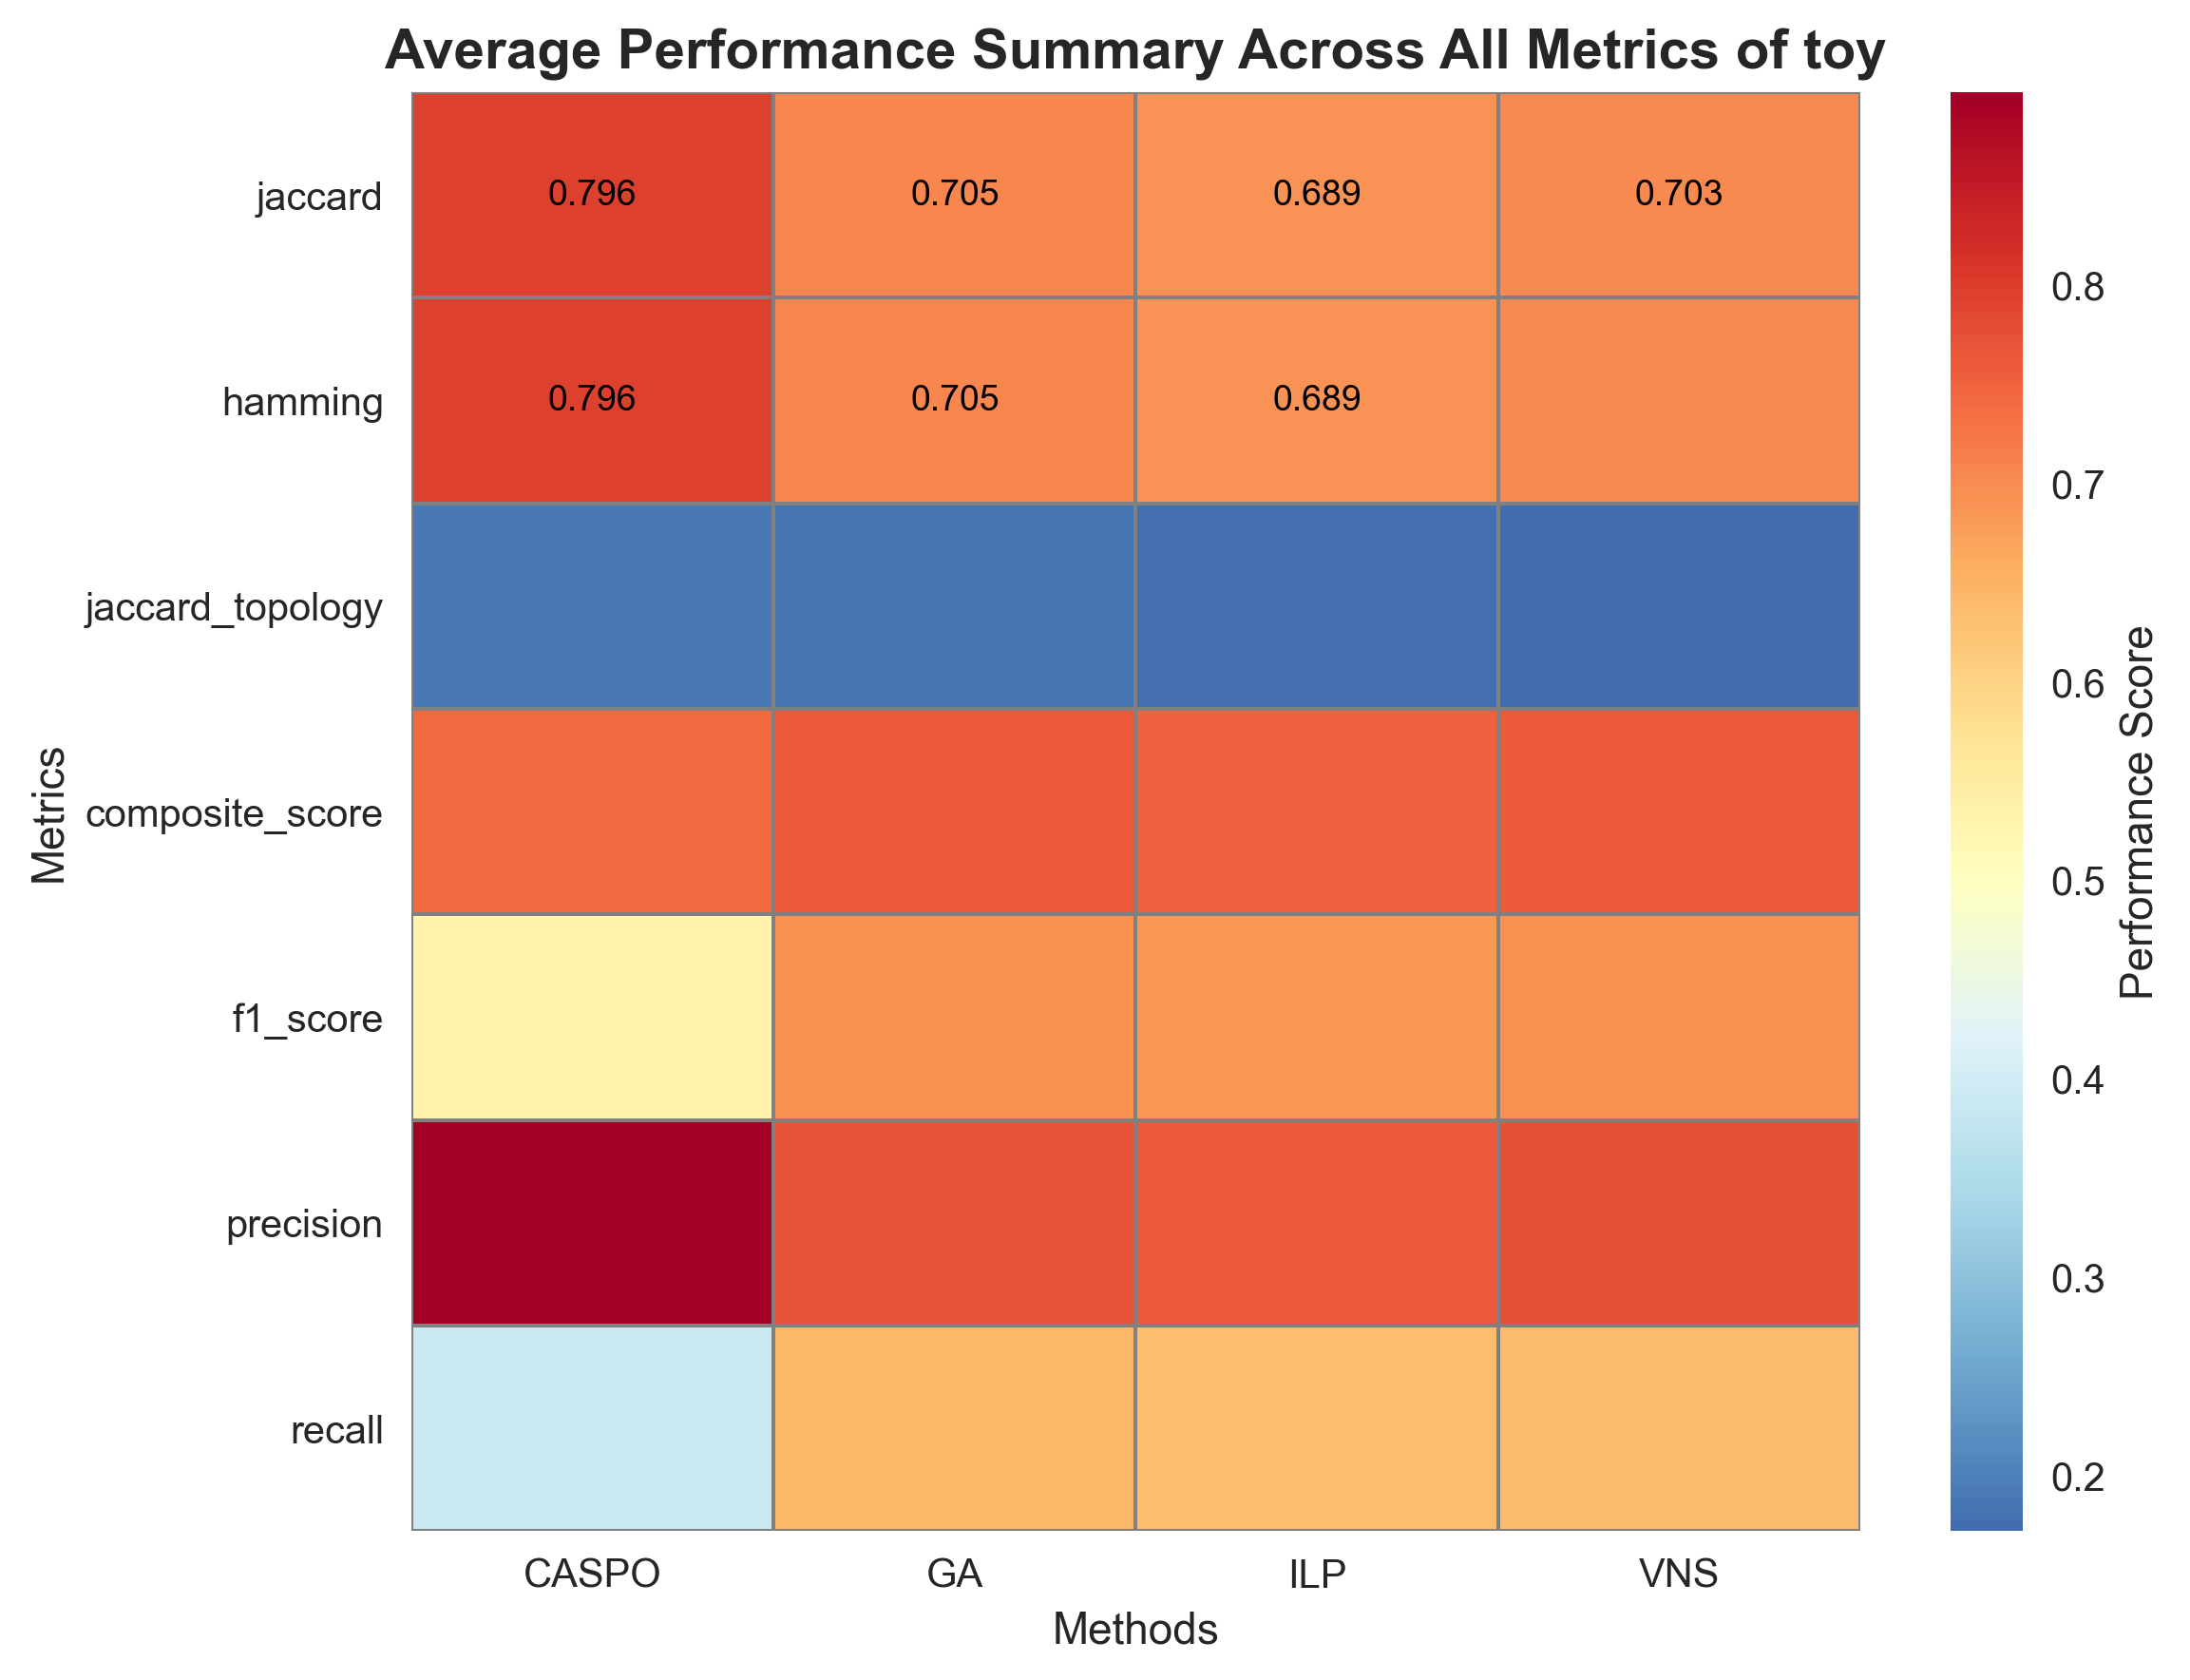 Average Performance Summary Across All Metrics of toy
jaccard
0.796
0.705
0.689
0.703
hamming
0.796
0.705
0.689
jaccard_topology
composite_score
f1_score
precision
recall
Metrics
CASPO
GA
ILP
VNS
Methods
0.8
0.7
0.6
0.5
0.4
0.3
0.2
Performance Score